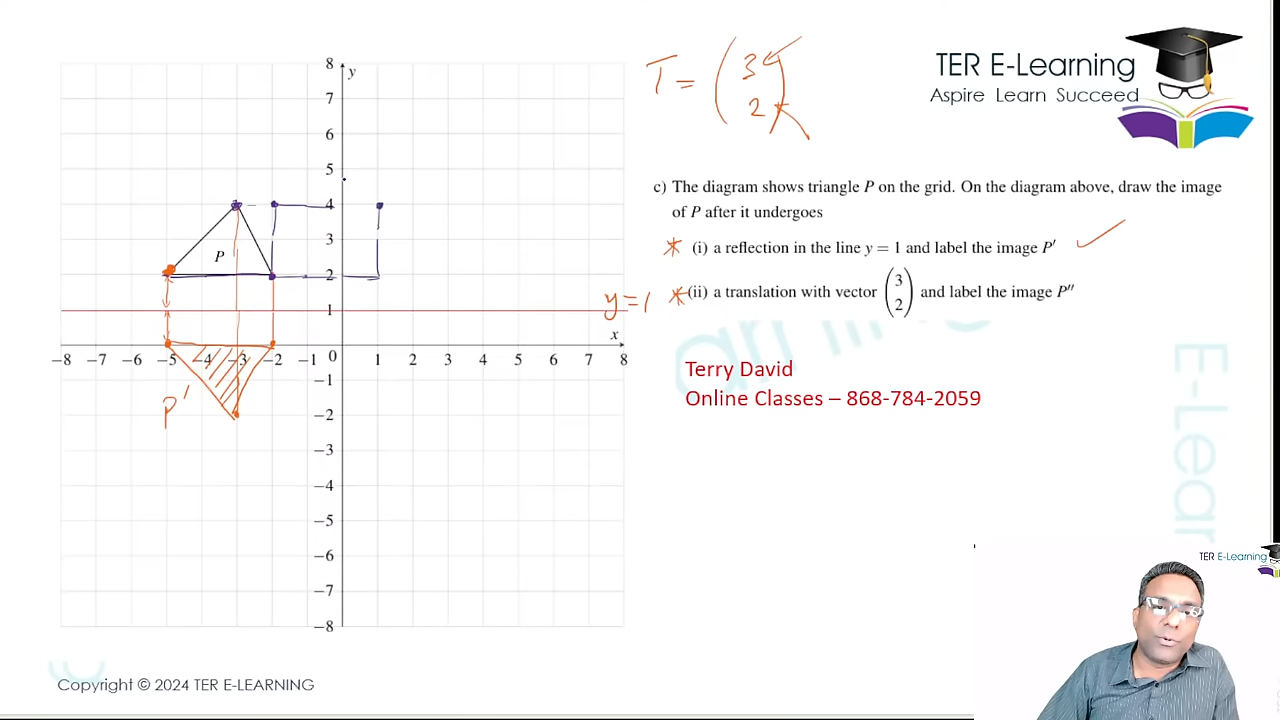 TER E-Learning
Aspire Learn Succeed
T = (3
2)
8
y
7
6
5
4
3
2
1
x
−8 −7 −6 −5 −4 −3 −2 −1 0 1 2 3 4 5 6 7 8
−1
−2
−3
−4
−5
−6
−7
−8
P
P'
y=1
c) The diagram shows triangle P on the grid. On the diagram above, draw the image
of P after it undergoes
* (i) a reflection in the line y = 1 and label the image P′
* (ii) a translation with vector (3 2) and label the image P″
Terry David
Online Classes – 868-784-2059
E-Lear
TER E-Learning
Copyright © 2024 TER E-LEARNING